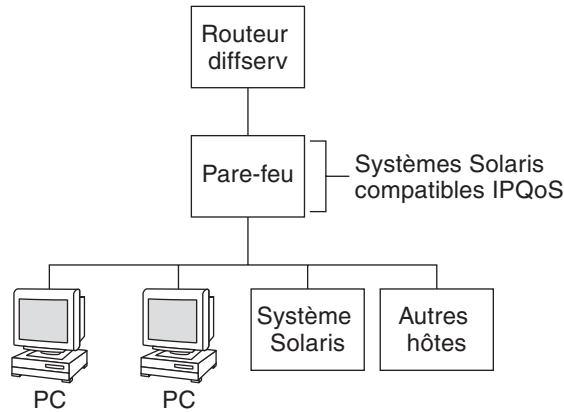 Routeur
diffserv
Pare-feu
Systèmes Solaris
compatibles IPQoS
Système
Solaris
Autres
hôtes
PC
PC